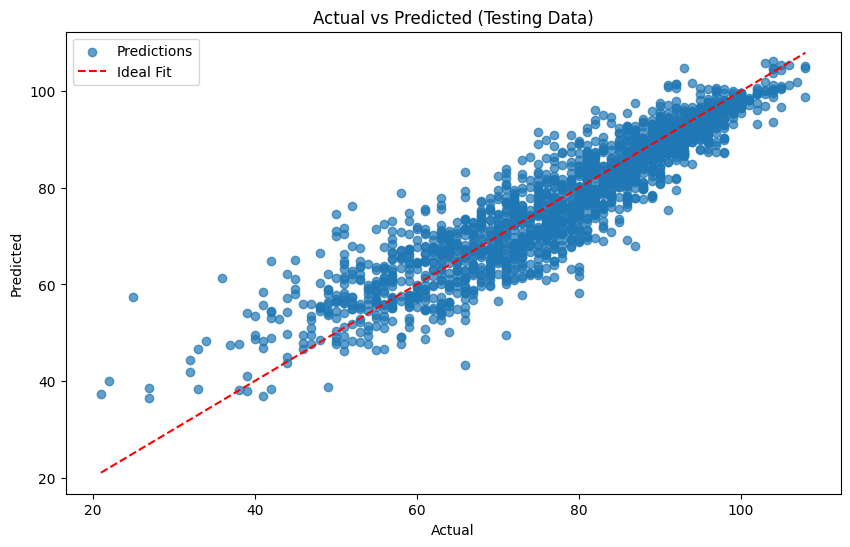 Actual vs Predicted (Testing Data)
Predictions
Ideal Fit
Predicted
100
80
60
40
20
20 40 60 80 100
Actual